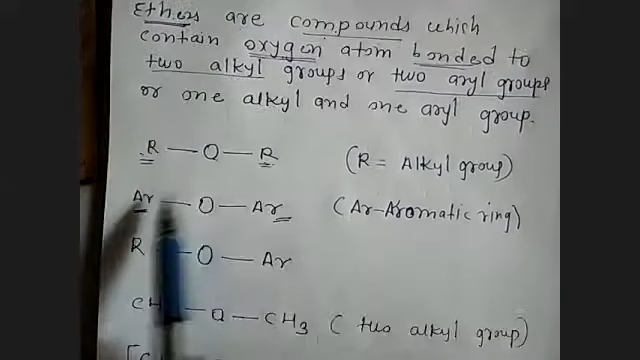 Ethers are compounds which
contain oxygen atom bonded to
two alkyl groups or two aryl groups
or one alkyl and one aryl group.
R — O — R (R = Alkyl group)
Ar — O — Ar (Ar-Aromatic ring)
R — O — Ar
CH — O — CH3 (two alkyl group)